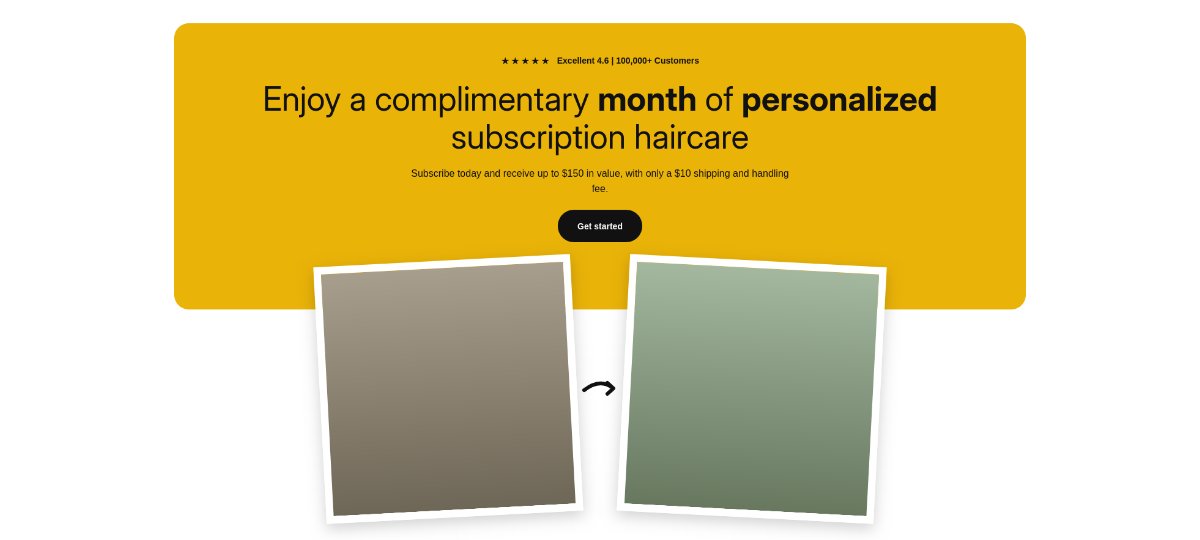 ★★★★★ Excellent 4.6 | 100,000+ Customers
Enjoy a complimentary month of personalized
subscription haircare
Subscribe today and receive up to $150 in value, with only a $10 shipping and handling
fee.
Get started